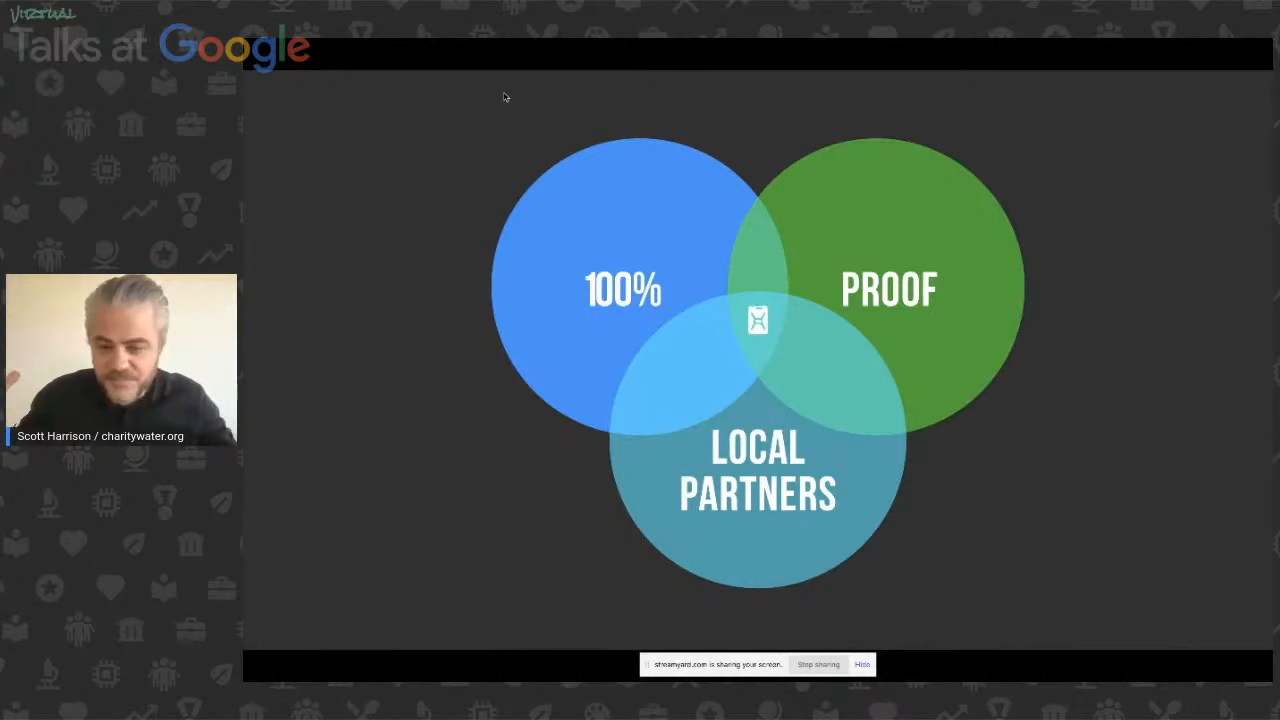 VIRTUAL
Talks at Google
100%
PROOF
LOCAL
PARTNERS
Scott Harrison / charitywater.org
streamyard.com is sharing your screen.
Stop sharing
Hide